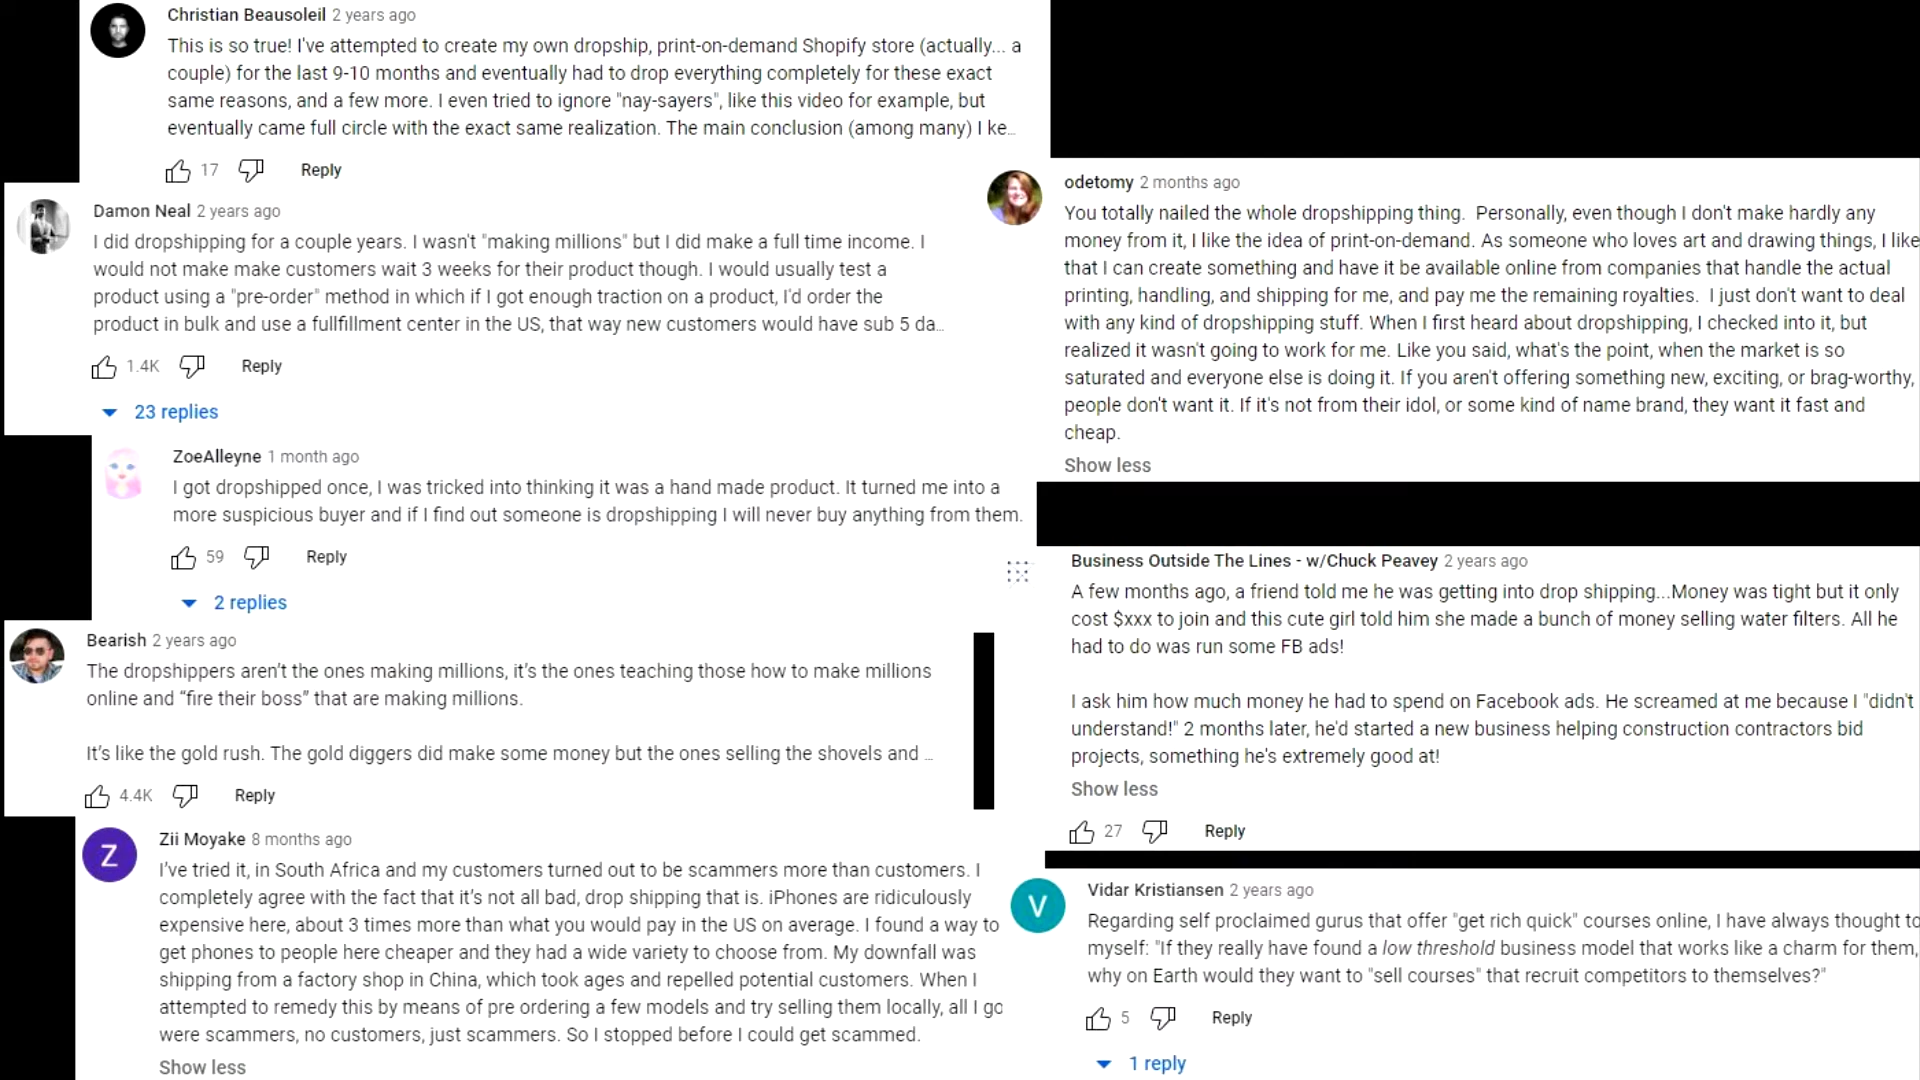 Christian Beausoleil 2 years ago
This is so true! I've attempted to create my own dropship, print-on-demand Shopify store (actually... a
couple) for the last 9-10 months and eventually had to drop everything completely for these exact
same reasons, and a few more. I even tried to ignore "nay-sayers", like this video for example, but
eventually came full circle with the exact same realization. The main conclusion (among many) I ke...
17 Reply
Damon Neal 2 years ago
I did dropshipping for a couple years. I wasn't "making millions" but I did make a full time income. I
would not make make customers wait 3 weeks for their product though. I would usually test a
product using a "pre-order" method in which if I got enough traction on a product, I'd order the
product in bulk and use a fullfillment center in the US, that way new customers would have sub 5 da...
1.4K Reply
23 replies
ZoeAlleyne 1 month ago
I got dropshipped once, I was tricked into thinking it was a hand made product. It turned me into a
more suspicious buyer and if I find out someone is dropshipping I will never buy anything from them.
59 Reply
2 replies
Bearish 2 years ago
The dropshippers aren’t the ones making millions, it’s the ones teaching those how to make millions
online and “fire their boss” that are making millions.
It’s like the gold rush. The gold diggers did make some money but the ones selling the shovels and ...
4.4K Reply
Z
Zii Moyake 8 months ago
I’ve tried it, in South Africa and my customers turned out to be scammers more than customers. I
completely agree with the fact that it’s not all bad, drop shipping that is. iPhones are ridiculously
expensive here, about 3 times more than what you would pay in the US on average. I found a way to
get phones to people here cheaper and they had a wide variety to choose from. My downfall was
shipping from a factory shop in China, which took ages and repelled potential customers. When I
attempted to remedy this by means of pre ordering a few models and try selling them locally, all I go
were scammers, no customers, just scammers. So I stopped before I could get scammed.
Show less
odetomy 2 months ago
You totally nailed the whole dropshipping thing. Personally, even though I don't make hardly any
money from it, I like the idea of print-on-demand. As someone who loves art and drawing things, I like
that I can create something and have it be available online from companies that handle the actual
printing, handling, and shipping for me, and pay me the remaining royalties. I just don't want to deal
with any kind of dropshipping stuff. When I first heard about dropshipping, I checked into it, but
realized it wasn't going to work for me. Like you said, what's the point, when the market is so
saturated and everyone else is doing it. If you aren't offering something new, exciting, or brag-worthy,
people don't want it. If it's not from their idol, or some kind of name brand, they want it fast and
cheap.
Show less
Business Outside The Lines - w/Chuck Peavey 2 years ago
A few months ago, a friend told me he was getting into drop shipping...Money was tight but it only
cost $xxx to join and this cute girl told him she made a bunch of money selling water filters. All he
had to do was run some FB ads!
I ask him how much money he had to spend on Facebook ads. He screamed at me because I "didn't
understand!" 2 months later, he'd started a new business helping construction contractors bid
projects, something he's extremely good at!
Show less
27 Reply
V
Vidar Kristiansen 2 years ago
Regarding self proclaimed gurus that offer "get rich quick" courses online, I have always thought to
myself: "If they really have found a low threshold business model that works like a charm for them,
why on Earth would they want to "sell courses" that recruit competitors to themselves?"
5 Reply
1 reply